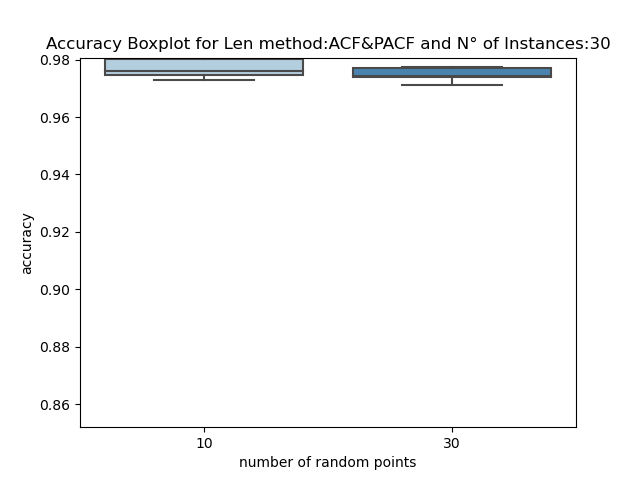 Accuracy Boxplot for Len method:ACF&PACF and N° of Instances:30
0.98
0.96
0.94
0.92
0.90
0.88
0.86
accuracy
10 30
number of random points